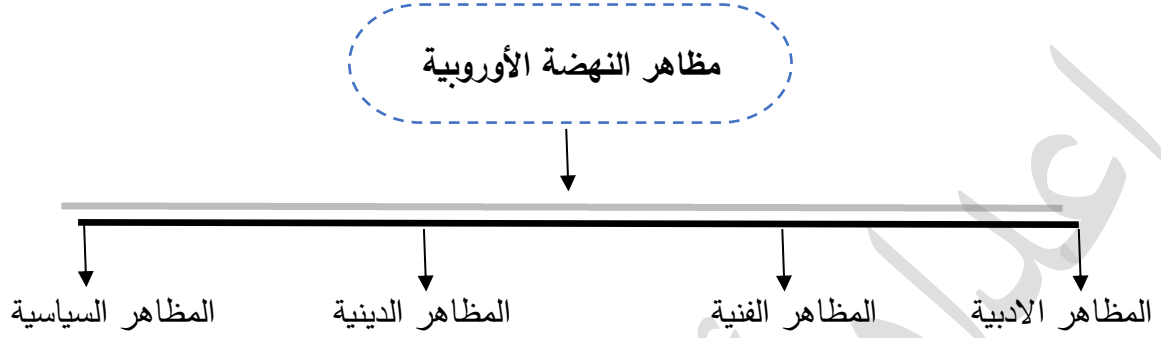 مظاهر النهضة الأوروبية
المظاهر الادبية المظاهر الفنية المظاهر الدينية المظاهر السياسية